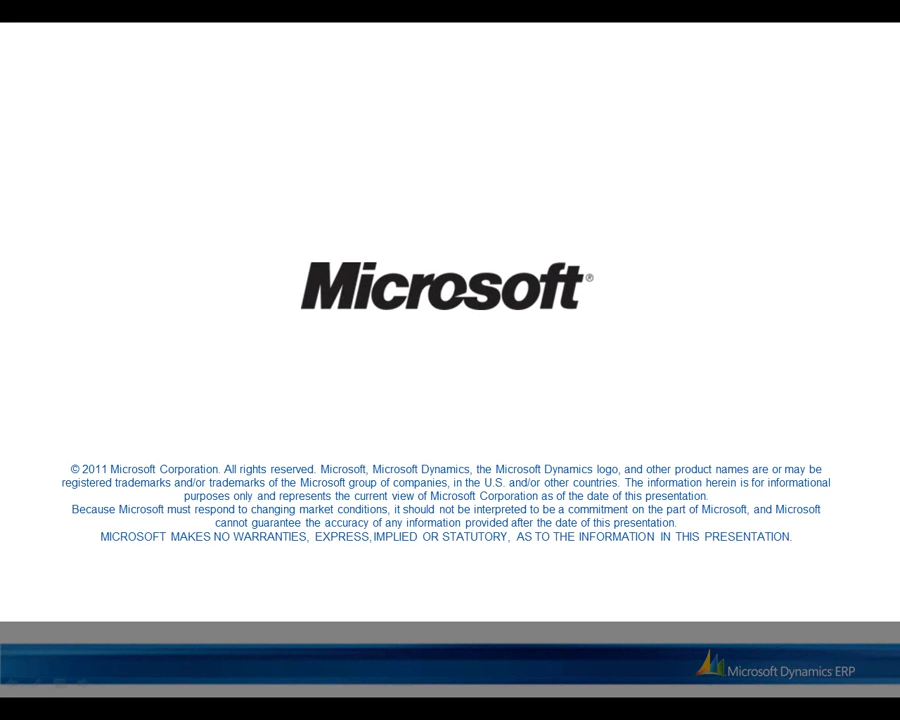 Microsoft®
© 2011 Microsoft Corporation. All rights reserved. Microsoft, Microsoft Dynamics, the Microsoft Dynamics logo, and other product names are or may be
registered trademarks and/or trademarks of the Microsoft group of companies, in the U.S. and/or other countries. The information herein is for informational
purposes only and represents the current view of Microsoft Corporation as of the date of this presentation.
Because Microsoft must respond to changing market conditions, it should not be interpreted to be a commitment on the part of Microsoft, and Microsoft
cannot guarantee the accuracy of any information provided after the date of this presentation.
MICROSOFT MAKES NO WARRANTIES, EXPRESS, IMPLIED OR STATUTORY, AS TO THE INFORMATION IN THIS PRESENTATION.
Microsoft Dynamics ERP